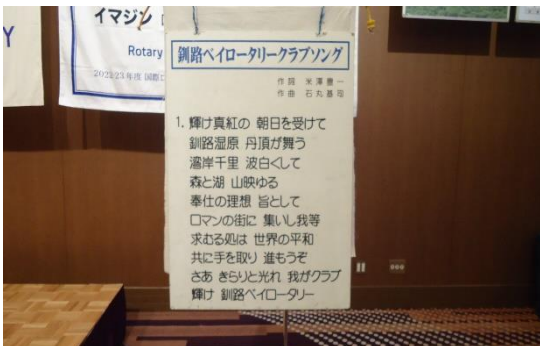 Y
イマジン
Rotary
2022-23年度 国際ロ
釧路ベイロータリークラブソング
作詞 米澤豊一
作曲 石丸基司
1. 輝け真紅の 朝日を受けて
釧路湿原 丹頂が舞う
湾岸千里 波白くして
森と湖 山映ゆる
奉仕の理想 旨として
ロマンの街に 集いし我等
求むる処は 世界の平和
共に手を取り 進もうぞ
さあ きらりと光れ 我がクラブ
輝け 釧路ベイロータリー